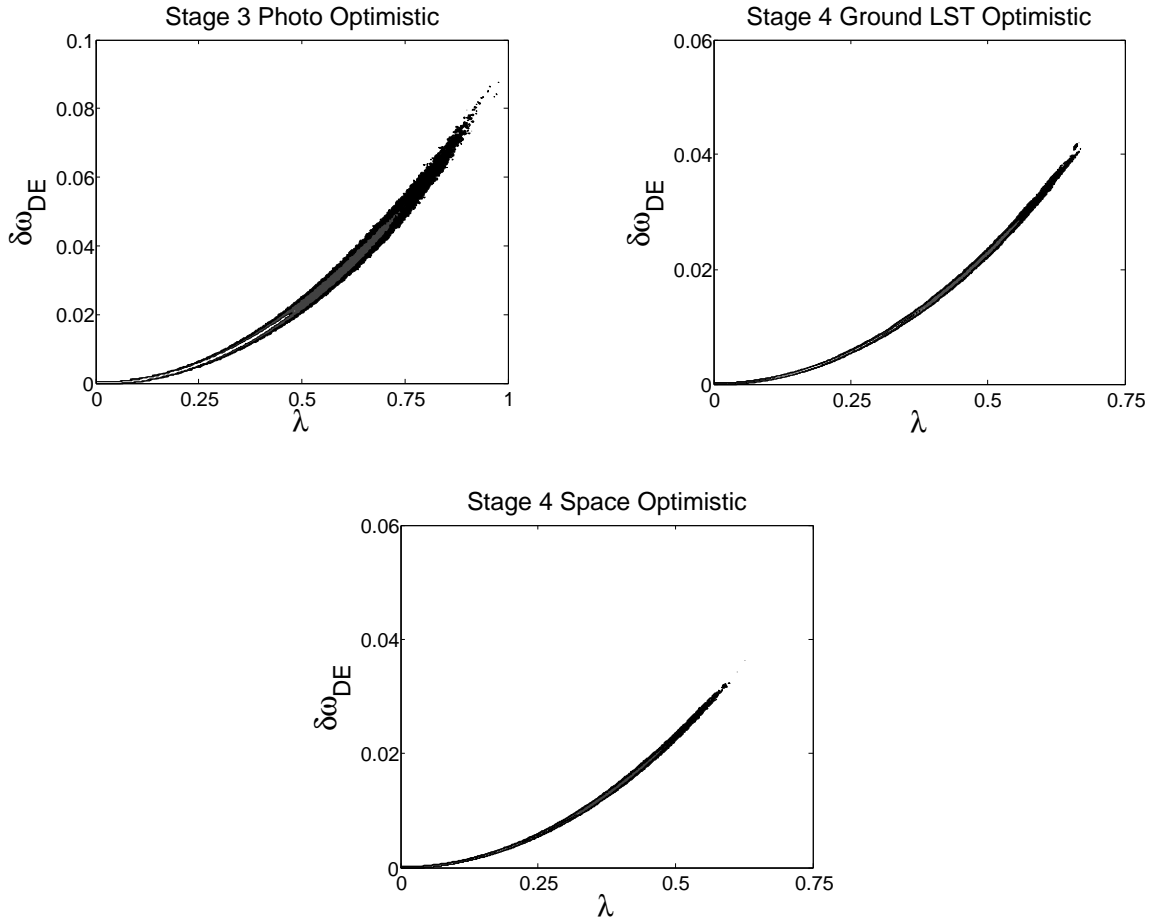 Stage 3 Photo Optimistic
0.1
0.08
0.06
0.04
0.02
0
δω_DE
0 0.25 0.5 0.75 1
λ
Stage 4 Ground LST Optimistic
0.06
0.04
0.02
0
δω_DE
0 0.25 0.5 0.75
λ
Stage 4 Space Optimistic
0.06
0.04
0.02
0
δω_DE
0 0.25 0.5 0.75
λ